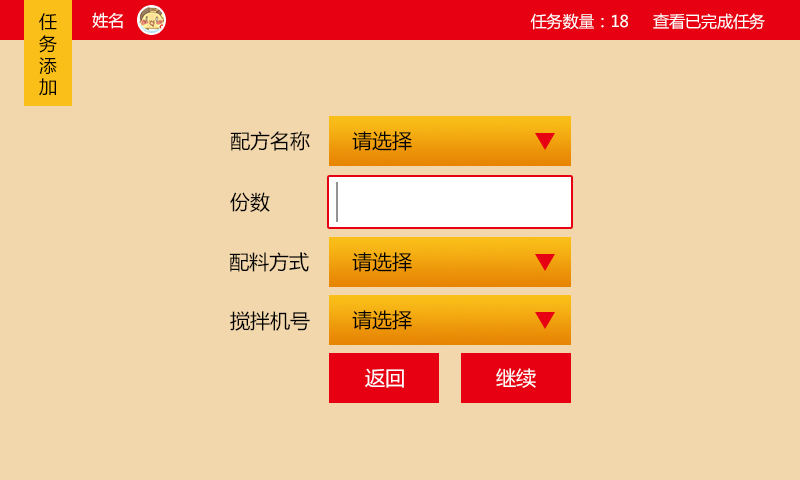 任务添加
姓名
任务数量：18 查看已完成任务
配方名称 请选择
份数
配料方式 请选择
搅拌机号 请选择
返回 继续